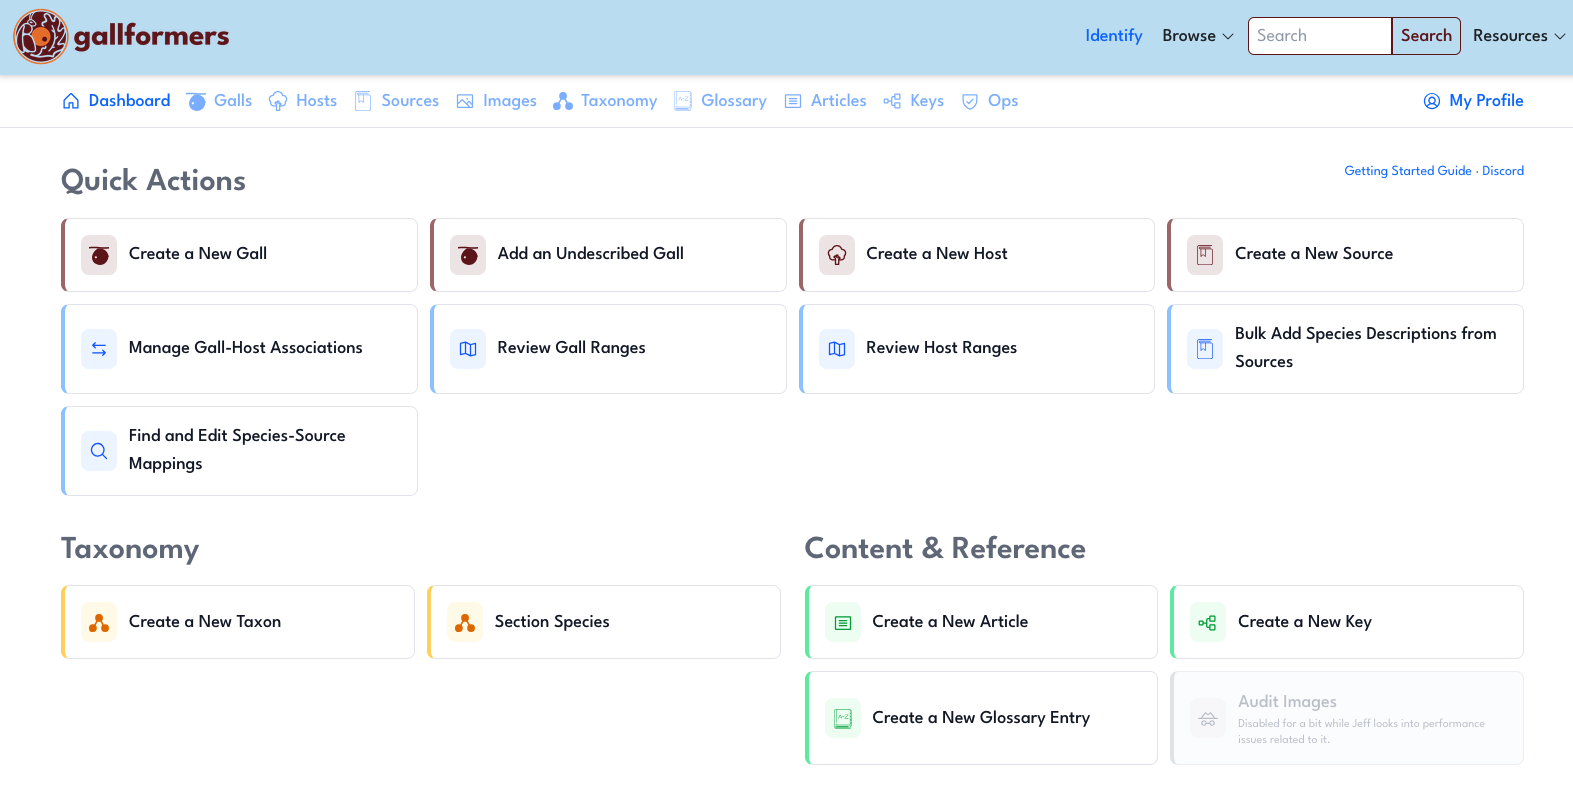 gallformers
Identify Browse Search Search Resources
Dashboard Galls Hosts Sources Images Taxonomy Glossary Articles Keys Ops My Profile
Quick Actions
Getting Started Guide · Discord
Create a New Gall
Add an Undescribed Gall
Create a New Host
Create a New Source
Manage Gall-Host Associations
Review Gall Ranges
Review Host Ranges
Bulk Add Species Descriptions from
Sources
Find and Edit Species-Source
Mappings
Taxonomy
Create a New Taxon
Section Species
Content & Reference
Create a New Article
Create a New Key
Create a New Glossary Entry
Audit Images
Disabled for a bit while Jeff looks into performance
issues related to it.